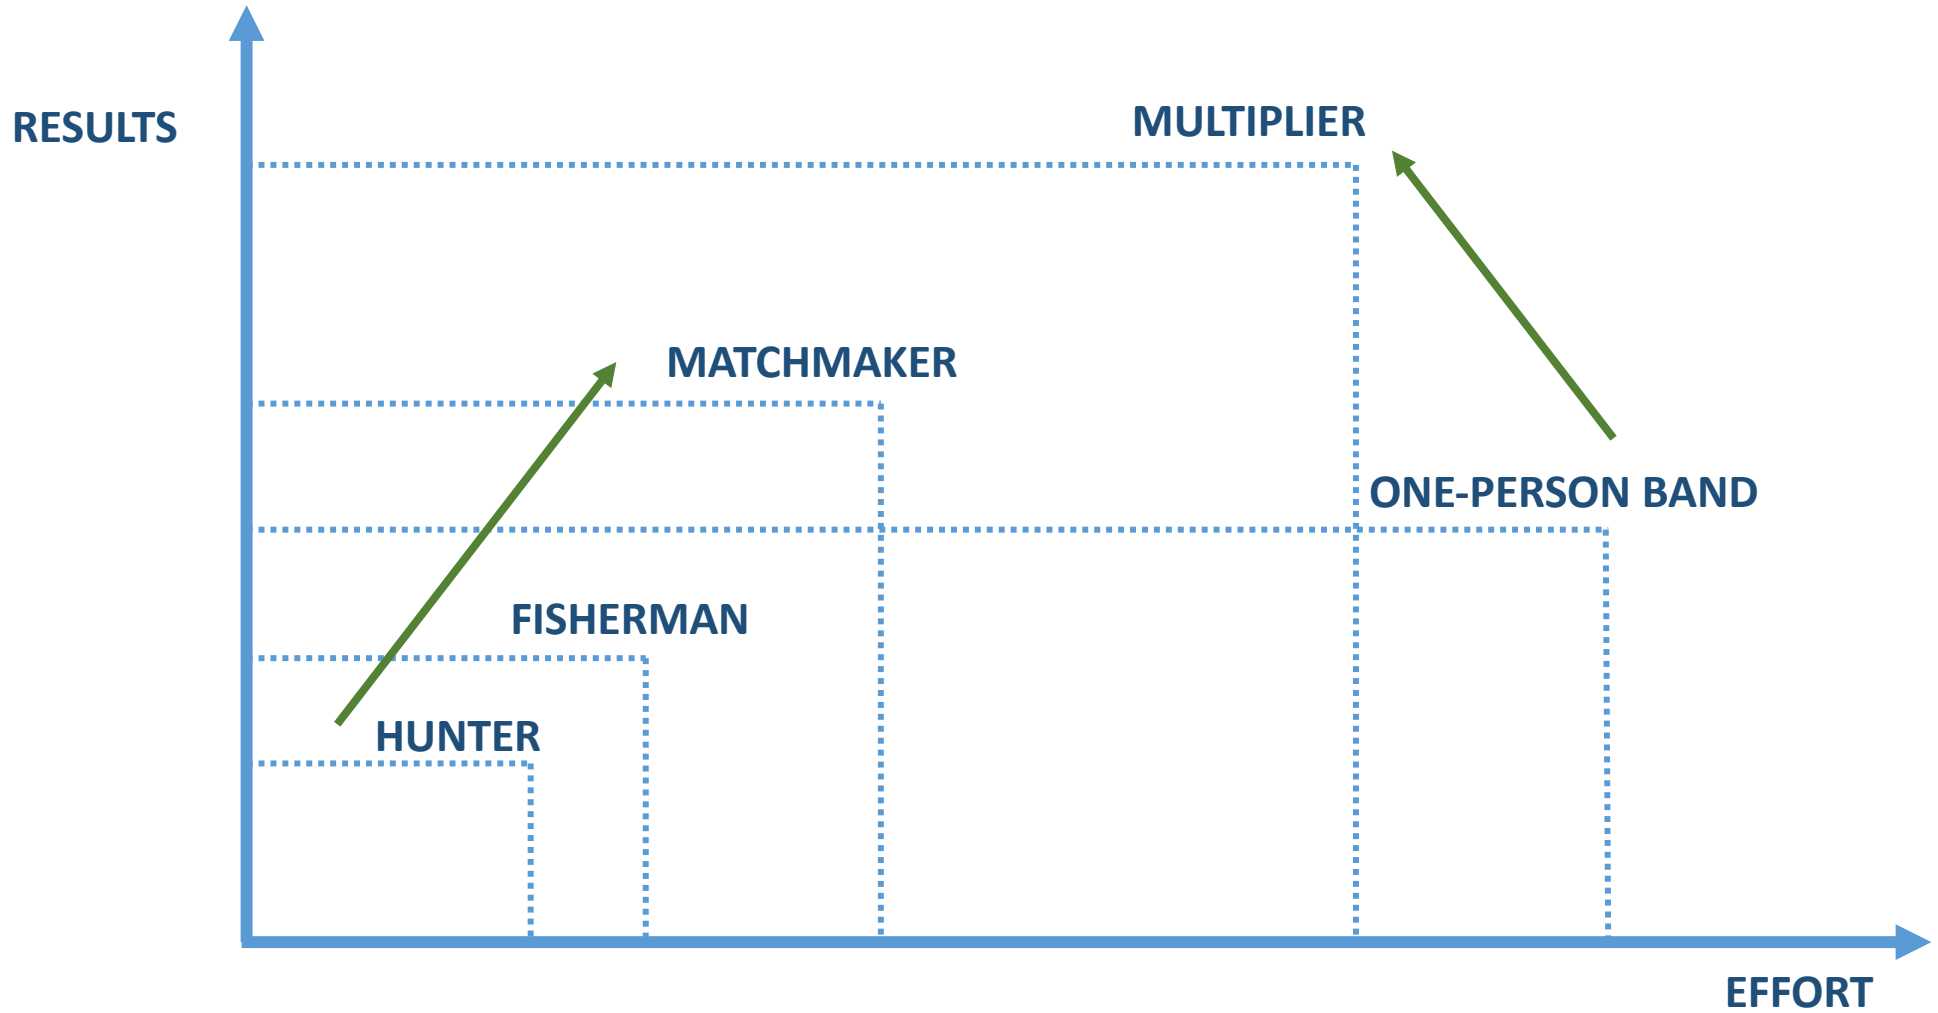 RESULTS
MULTIPLIER
MATCHMAKER
ONE-PERSON BAND
FISHERMAN
HUNTER
EFFORT